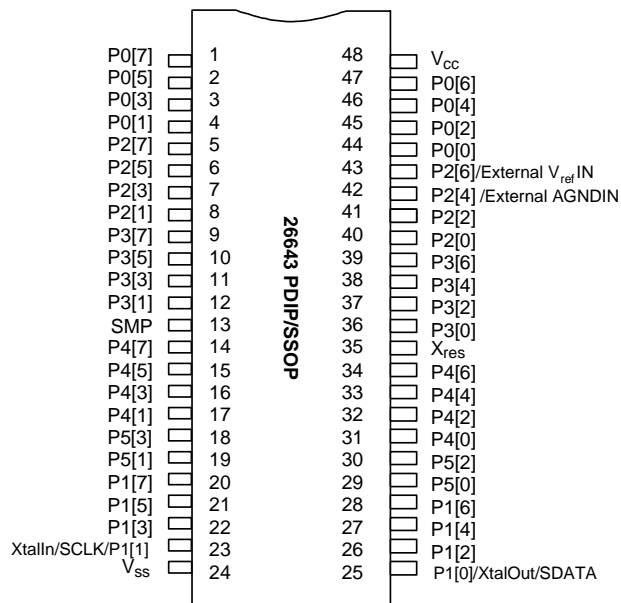 P0[7] 1 48 Vcc
P0[5] 2 47 P0[6]
P0[3] 3 46 P0[4]
P0[1] 4 45 P0[2]
P2[7] 5 44 P0[0]
P2[5] 6 43 P2[6]/External VrefIN
P2[3] 7 42 P2[4] /External AGNDIN
P2[1] 8 41 P2[2]
P3[7] 9 40 P2[0]
P3[5] 10 39 P3[6]
P3[3] 11 38 P3[4]
P3[1] 12 37 P3[2]
SMP 13 36 P3[0]
P4[7] 14 35 Xres
P4[5] 15 34 P4[6]
P4[3] 16 33 P4[4]
P4[1] 17 32 P4[2]
P5[3] 18 31 P4[0]
P5[1] 19 30 P5[2]
P1[7] 20 29 P5[0]
P1[5] 21 28 P1[6]
P1[3] 22 27 P1[4]
XtalIn/SCLK/P1[1] 23 26 P1[2]
Vss 24 25 P1[0]/XtalOut/SDATA
26643 PDIP/SSOP